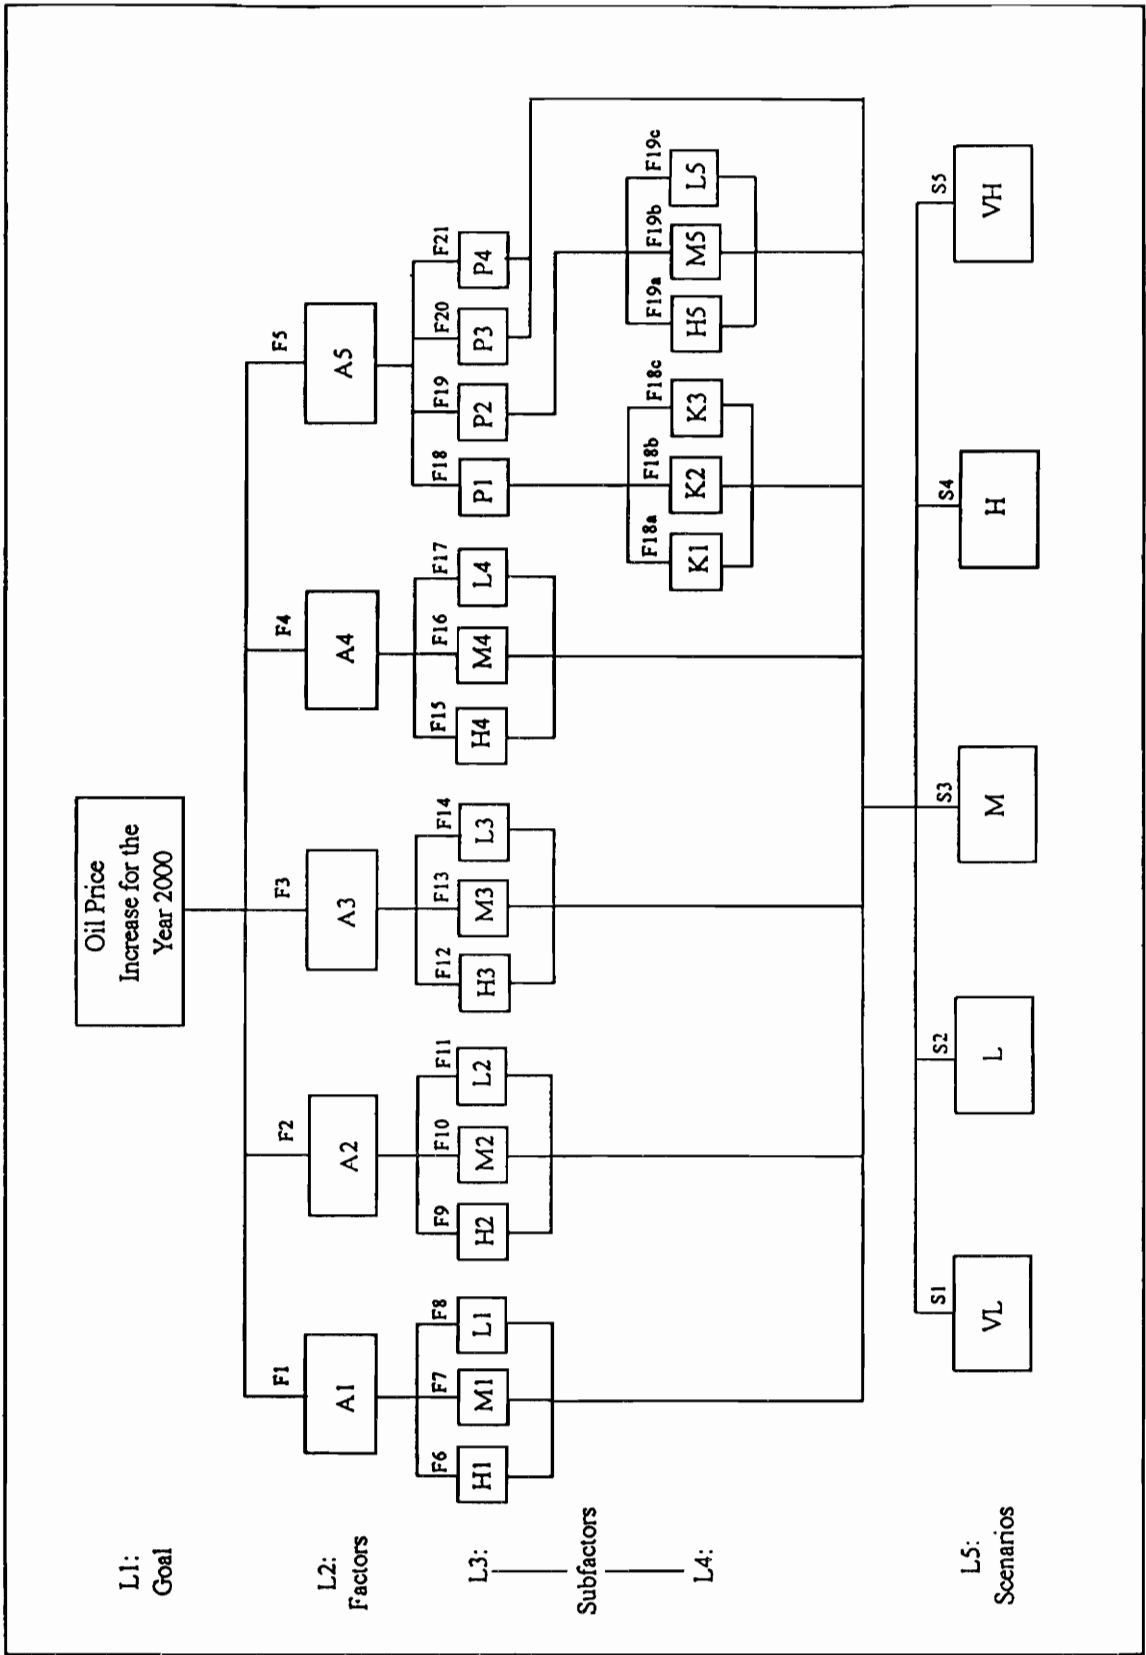 Oil Price
Increase for the
Year 2000
L1:
Goal
F1
F2
F3
F4
F5
L2:
Factors
A1
A2
A3
A4
A5
F6
F7
F8
F9
F10
F11
F12
F13
F14
F15
F16
F17
F18
F19
F20
F21
L3:
H1
M1
L1
H2
M2
L2
H3
M3
L3
H4
M4
L4
P1
P2
P3
P4
Subfactors
F18a
F18b
F18c
F19a
F19b
F19c
L4:
K1
K2
K3
H5
M5
L5
S1
S2
S3
S4
S5
L5:
Scenarios
VL
L
M
H
VH